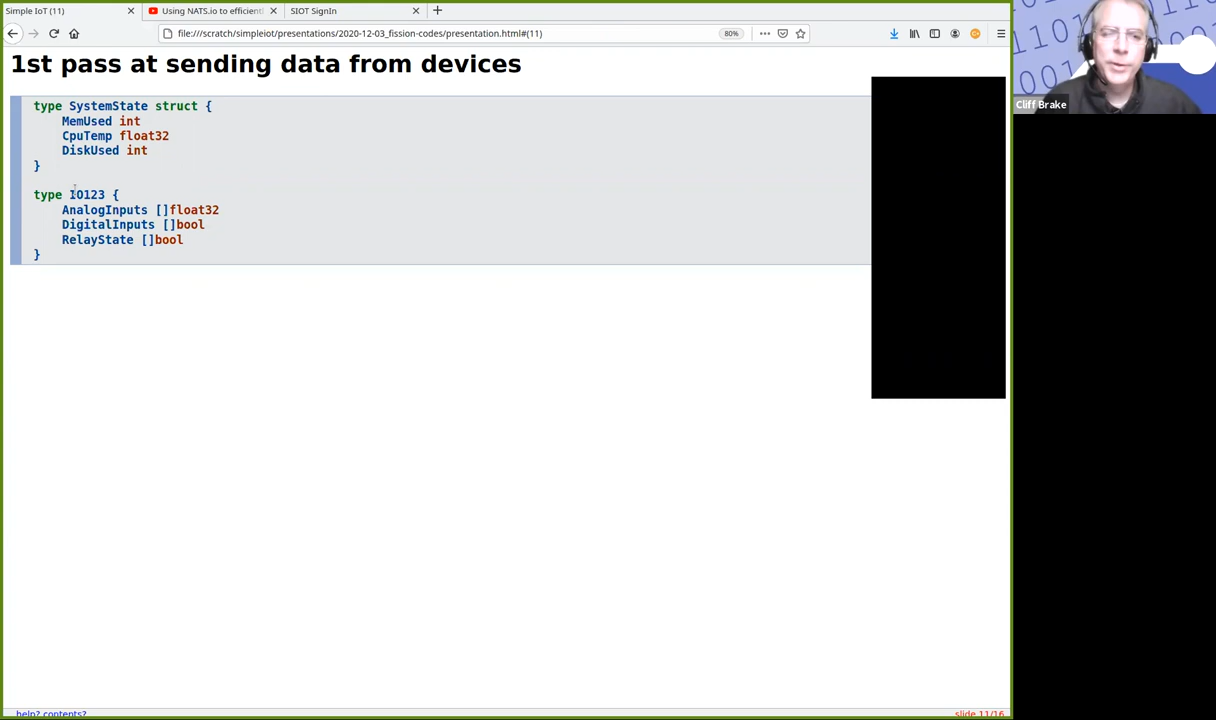 Simple IoT (11)
Using NATS.io to efficientl
SIOT SignIn
file:///scratch/simpleiot/presentations/2020-12-03_fission-codes/presentation.html#(11)
80%
1st pass at sending data from devices
type SystemState struct {
MemUsed int
CpuTemp float32
DiskUsed int
}
type IO123 {
AnalogInputs []float32
DigitalInputs []bool
RelayState []bool
}
Cliff Brake
help? contents?
slide 11/16